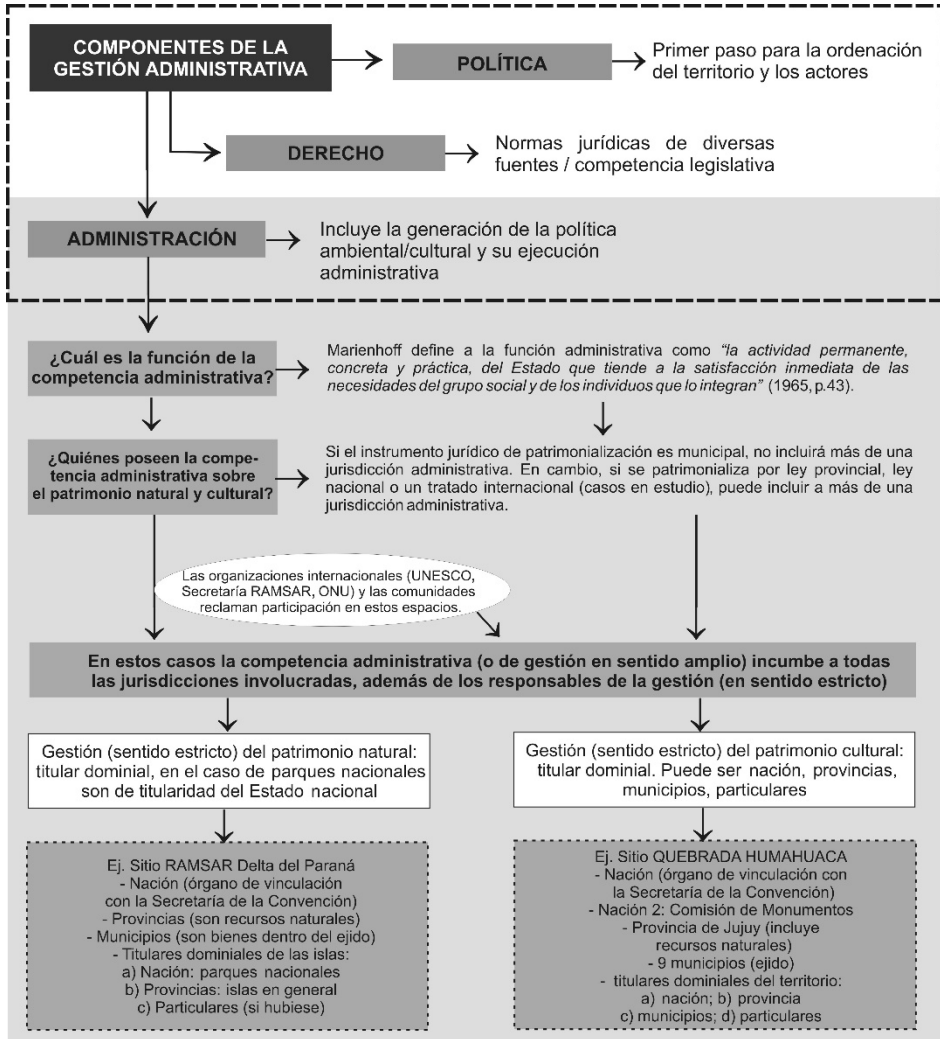 COMPONENTES DE LA
GESTIÓN ADMINISTRATIVA
POLÍTICA
Primer paso para la ordenación
del territorio y los actores
DERECHO
Normas jurídicas de diversas
fuentes / competencia legislativa
ADMINISTRACIÓN
Incluye la generación de la política
ambiental/cultural y su ejecución
administrativa
¿Cuál es la función de la
competencia administrativa?
Marienhoff define a la función administrativa como “la actividad permanente,
concreta y práctica, del Estado que tiende a la satisfacción inmediata de las
necesidades del grupo social y de los individuos que lo integran” (1965, p.43).
¿Quiénes poseen la compe-
tencia administrativa sobre
el patrimonio natural y cultural?
Si el instrumento jurídico de patrimonialización es municipal, no incluirá más de una
jurisdicción administrativa. En cambio, si se patrimonializa por ley provincial, ley
nacional o un tratado internacional (casos en estudio), puede incluir a más de una
jurisdicción administrativa.
Las organizaciones internacionales (UNESCO,
Secretaría RAMSAR, ONU) y las comunidades
reclaman participación en estos espacios.
En estos casos la competencia administrativa (o de gestión en sentido amplio) incumbe a todas
las jurisdicciones involucradas, además de los responsables de la gestión (en sentido estricto)
Gestión (sentido estricto) del patrimonio natural:
titular dominial, en el caso de parques nacionales
son de titularidad del Estado nacional
Gestión (sentido estricto) del patrimonio cultural:
titular dominial. Puede ser nación, provincias,
municipios, particulares
Ej. Sitio RAMSAR Delta del Paraná
- Nación (órgano de vinculación
con la Secretaría de la Convención)
- Provincias (son recursos naturales)
- Municipios (son bienes dentro del ejido)
- Titulares dominiales de las islas:
a) Nación: parques nacionales
b) Provincias: islas en general
c) Particulares (si hubiese)
Ej. Sitio QUEBRADA HUMAHUACA
- Nación (órgano de vinculación con
la Secretaría de la Convención)
- Nación 2: Comisión de Monumentos
- Provincia de Jujuy (incluye
recursos naturales)
- 9 municipios (ejido)
- titulares dominiales del territorio:
a) nación; b) provincia
c) municipios; d) particulares